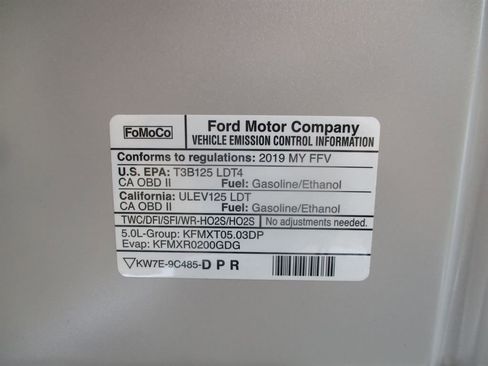 FoMoCo
Ford Motor Company
VEHICLE EMISSION CONTROL INFORMATION
Conforms to regulations: 2019 MY FFV
U.S. EPA: T3B125 LDT4
CA OBD II Fuel: Gasoline/Ethanol
California: ULEV125 LDT
CA OBD II Fuel: Gasoline/Ethanol
TWC/DFI/SFI/WR-HO2S/HO2S No adjustments needed.
5.0L-Group: KFMXT05.03DP
Evap: KFMXR0200GDG
KW7E-9C485-DPR